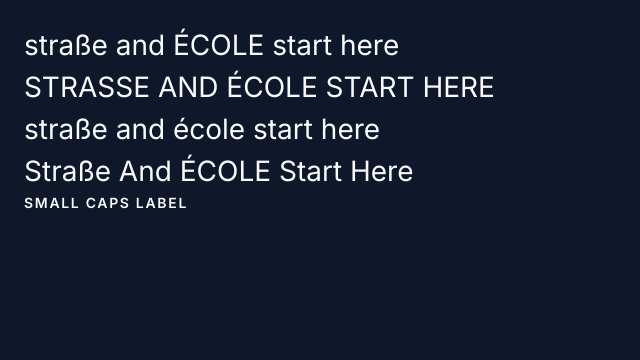 straße and ÉCOLE start here
STRASSE AND ÉCOLE START HERE
straße and école start here
Straße And ÉCOLE Start Here
SMALL CAPS LABEL